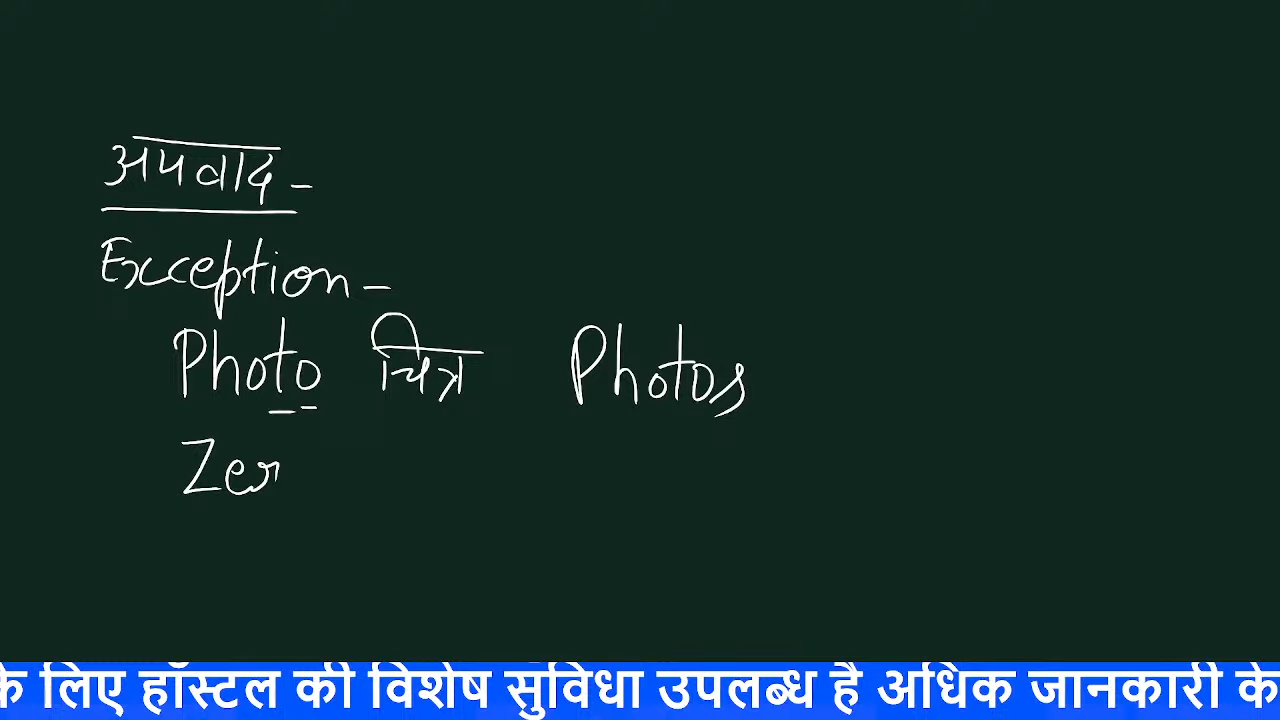 अपवाद -
Exception -
Photo चित्र Photos
Zer
के लिए हॉस्टल की विशेष सुविधा उपलब्ध है अधिक जानकारी के